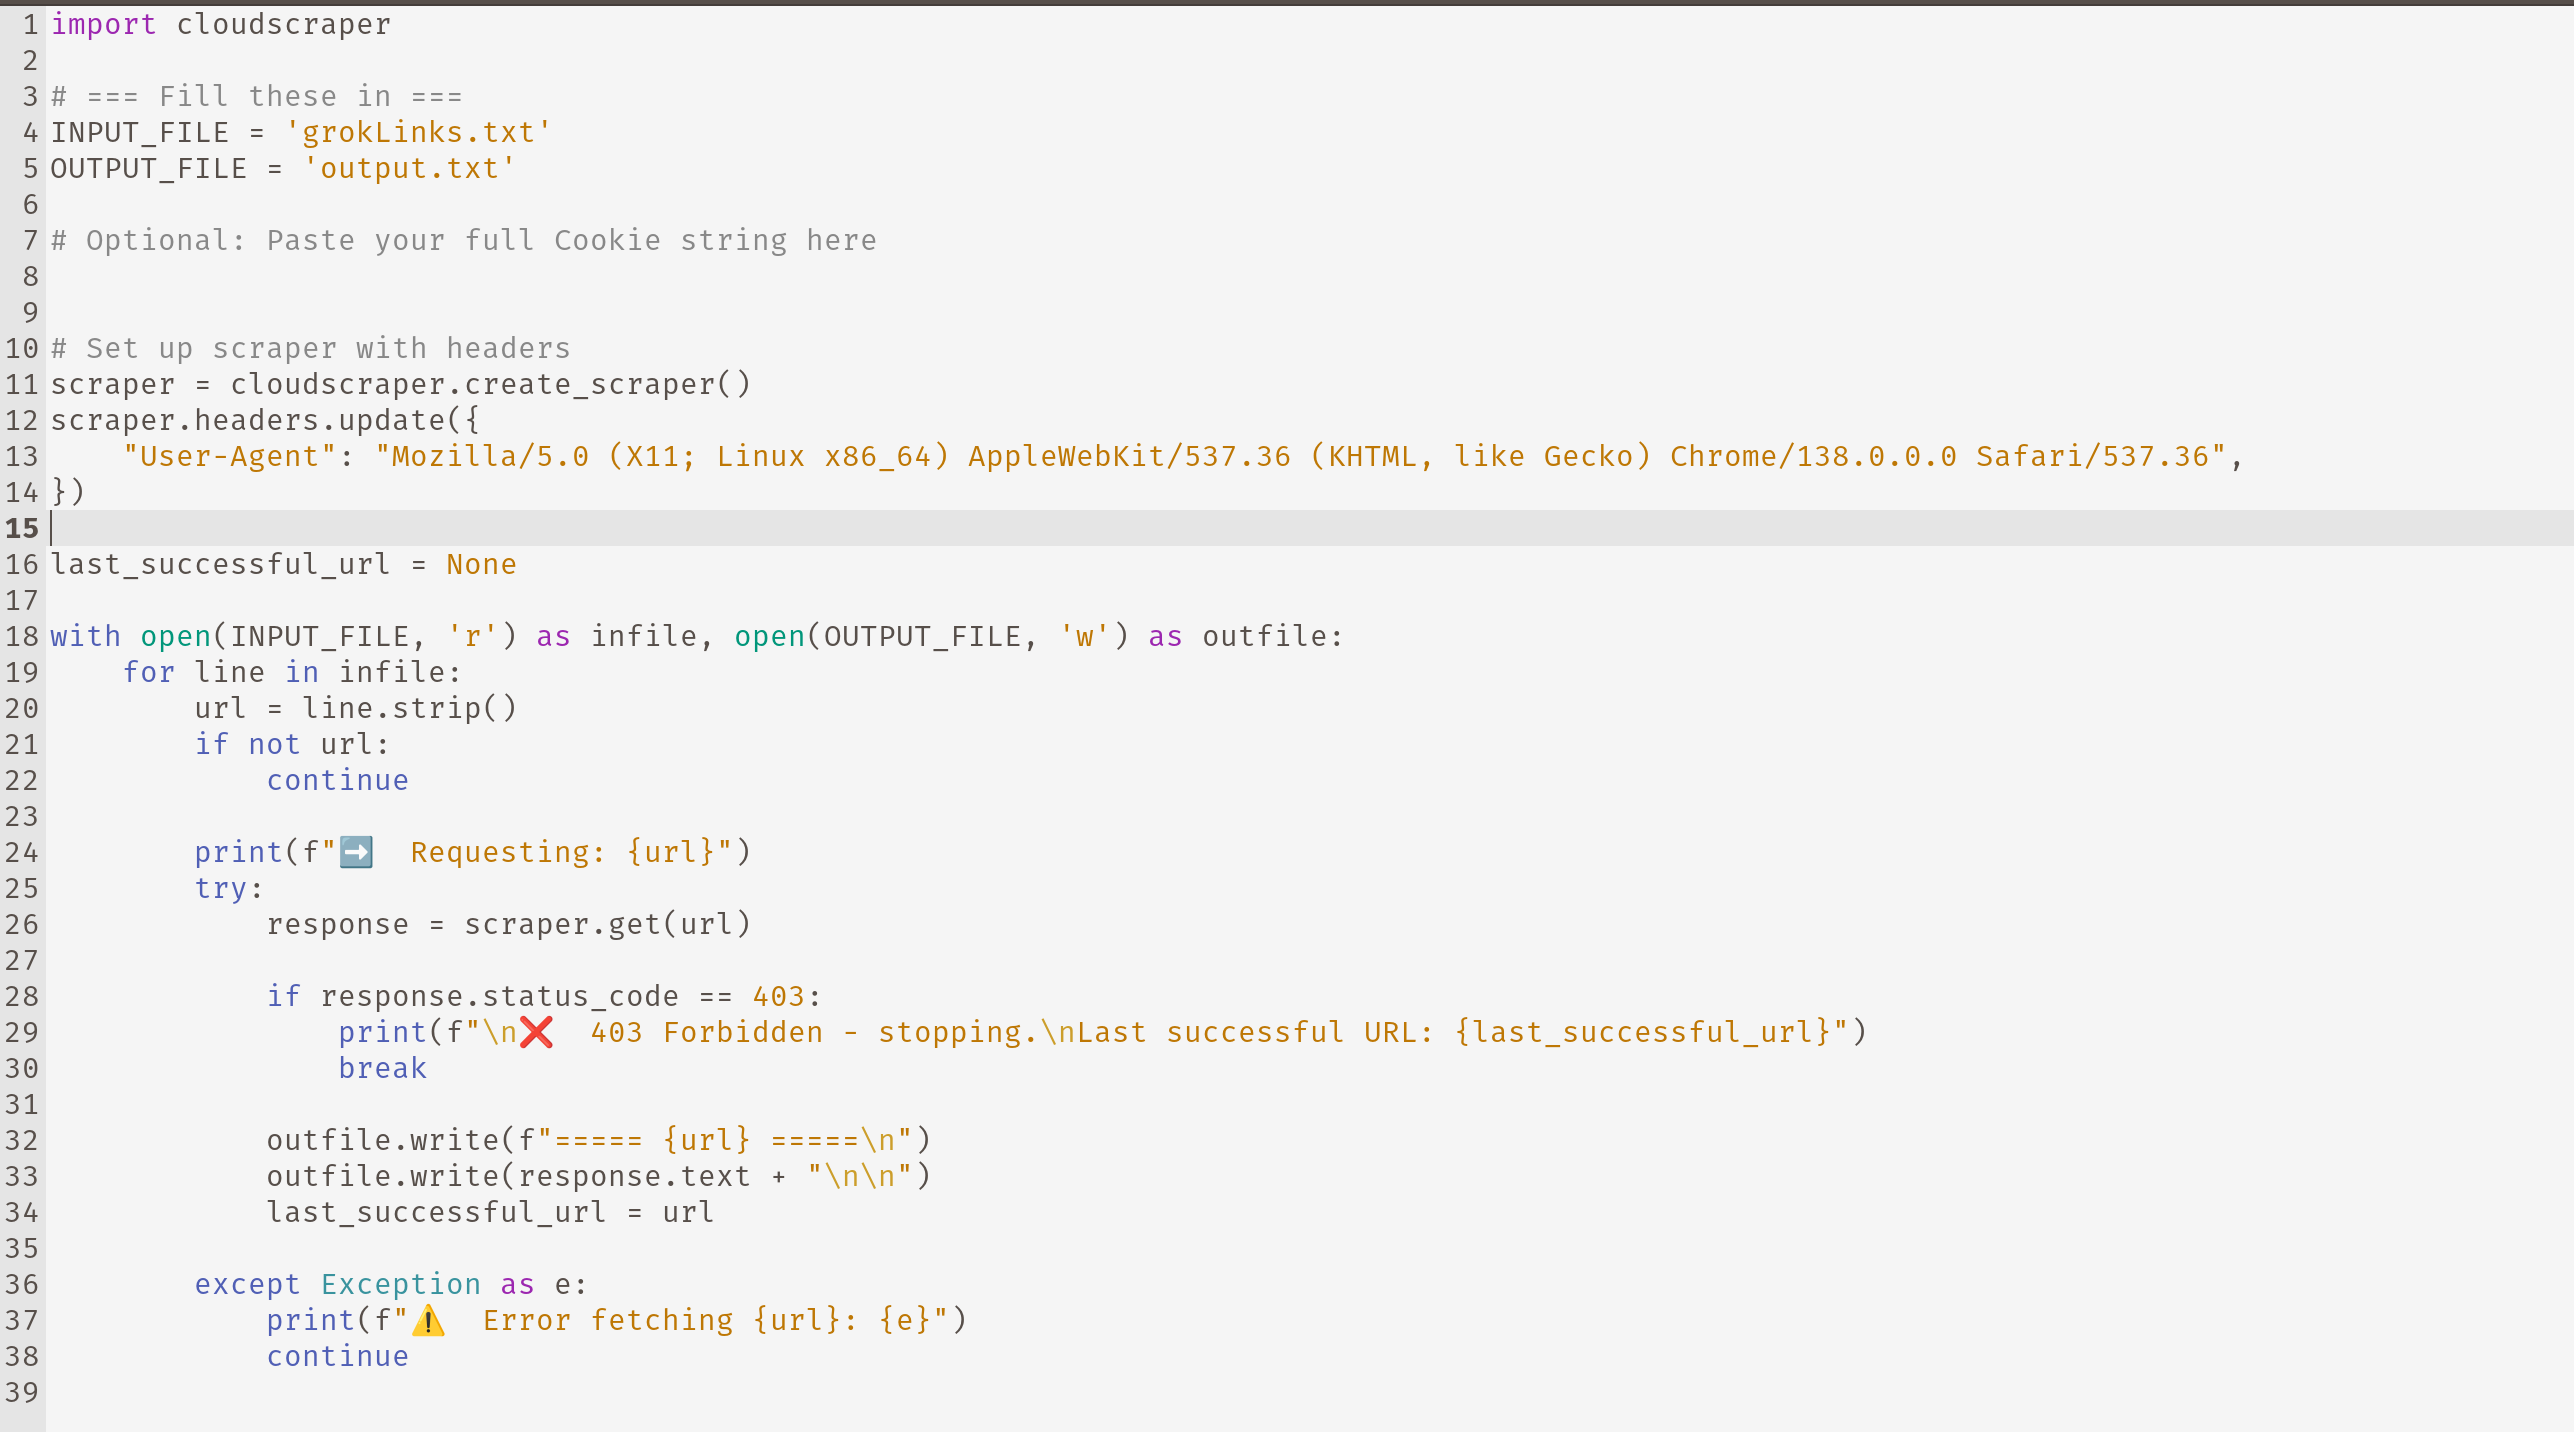 1 import cloudscraper
2
3 # === Fill these in ===
4 INPUT_FILE = 'grokLinks.txt'
5 OUTPUT_FILE = 'output.txt'
6
7 # Optional: Paste your full Cookie string here
8
9
10 # Set up scraper with headers
11 scraper = cloudscraper.create_scraper()
12 scraper.headers.update({
13     "User-Agent": "Mozilla/5.0 (X11; Linux x86_64) AppleWebKit/537.36 (KHTML, like Gecko) Chrome/138.0.0.0 Safari/537.36",
14 })
15
16 last_successful_url = None
17
18 with open(INPUT_FILE, 'r') as infile, open(OUTPUT_FILE, 'w') as outfile:
19     for line in infile:
20         url = line.strip()
21         if not url:
22             continue
23
24         print(f"➡️  Requesting: {url}")
25         try:
26             response = scraper.get(url)
27
28             if response.status_code == 403:
29                 print(f"\n❌  403 Forbidden - stopping.\nLast successful URL: {last_successful_url}")
30                 break
31
32             outfile.write(f"===== {url} =====\n")
33             outfile.write(response.text + "\n\n")
34             last_successful_url = url
35
36         except Exception as e:
37             print(f"⚠️  Error fetching {url}: {e}")
38             continue
39